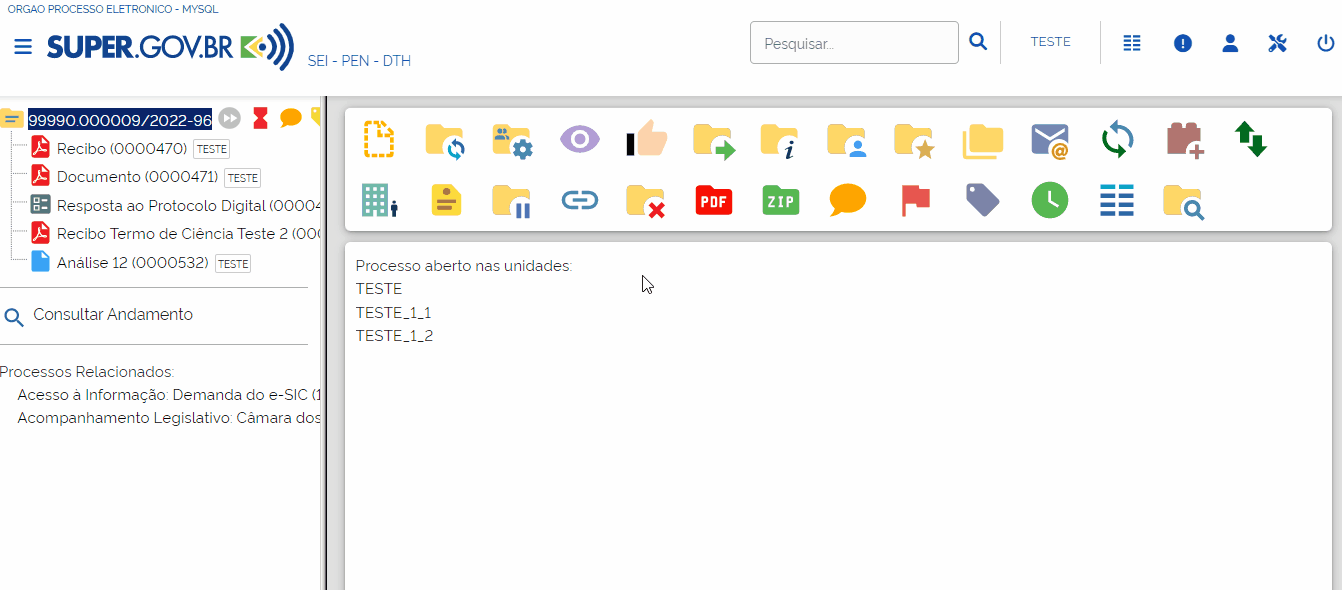 ORGAO PROCESSO ELETRONICO - MYSQL
SUPER.GOV.BR
SEI - PEN - DTH
Pesquisar...
TESTE
99990.000009/2022-96
Recibo (0000470) TESTE
Documento (0000471) TESTE
Resposta ao Protocolo Digital (00004
Recibo Termo de Ciência Teste 2 (000
Análise 12 (0000532) TESTE
Consultar Andamento
Processos Relacionados:
Acesso à Informação: Demanda do e-SIC (1
Acompanhamento Legislativo: Câmara dos
i
PDF
ZIP
Processo aberto nas unidades:
TESTE
TESTE_1_1
TESTE_1_2